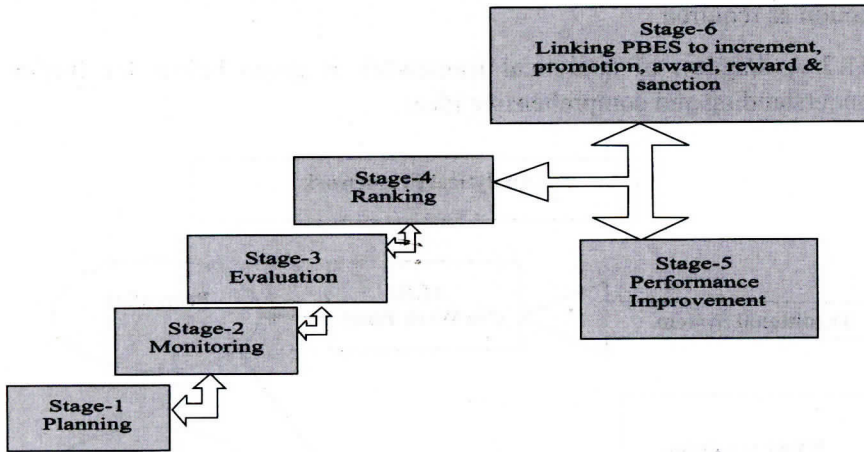 Stage-6
Linking PBES to increment,
promotion, award, reward &
sanction
Stage-4
Ranking
Stage-3
Evaluation
Stage-5
Performance
Improvement
Stage-2
Monitoring
Stage-1
Planning